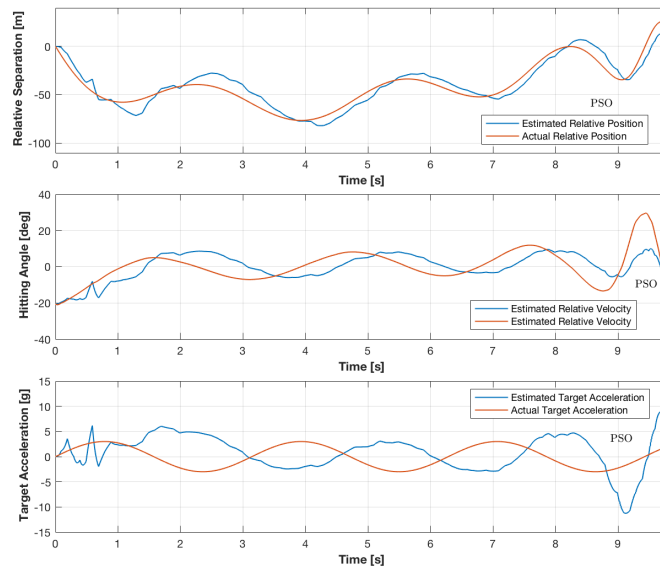 0
-50
-100
Relative Separation [m]
PSO
Estimated Relative Position
Actual Relative Position
0 1 2 3 4 5 6 7 8 9
Time [s]
40
20
0
-20
-40
Hitting Angle [deg]
PSO
Estimated Relative Velocity
Estimated Relative Velocity
0 1 2 3 4 5 6 7 8 9
Time [s]
15
10
5
0
-5
-10
-15
Target Acceleration [g]
Estimated Target Acceleration
Actual Target Acceleration
PSO
0 1 2 3 4 5 6 7 8 9
Time [s]